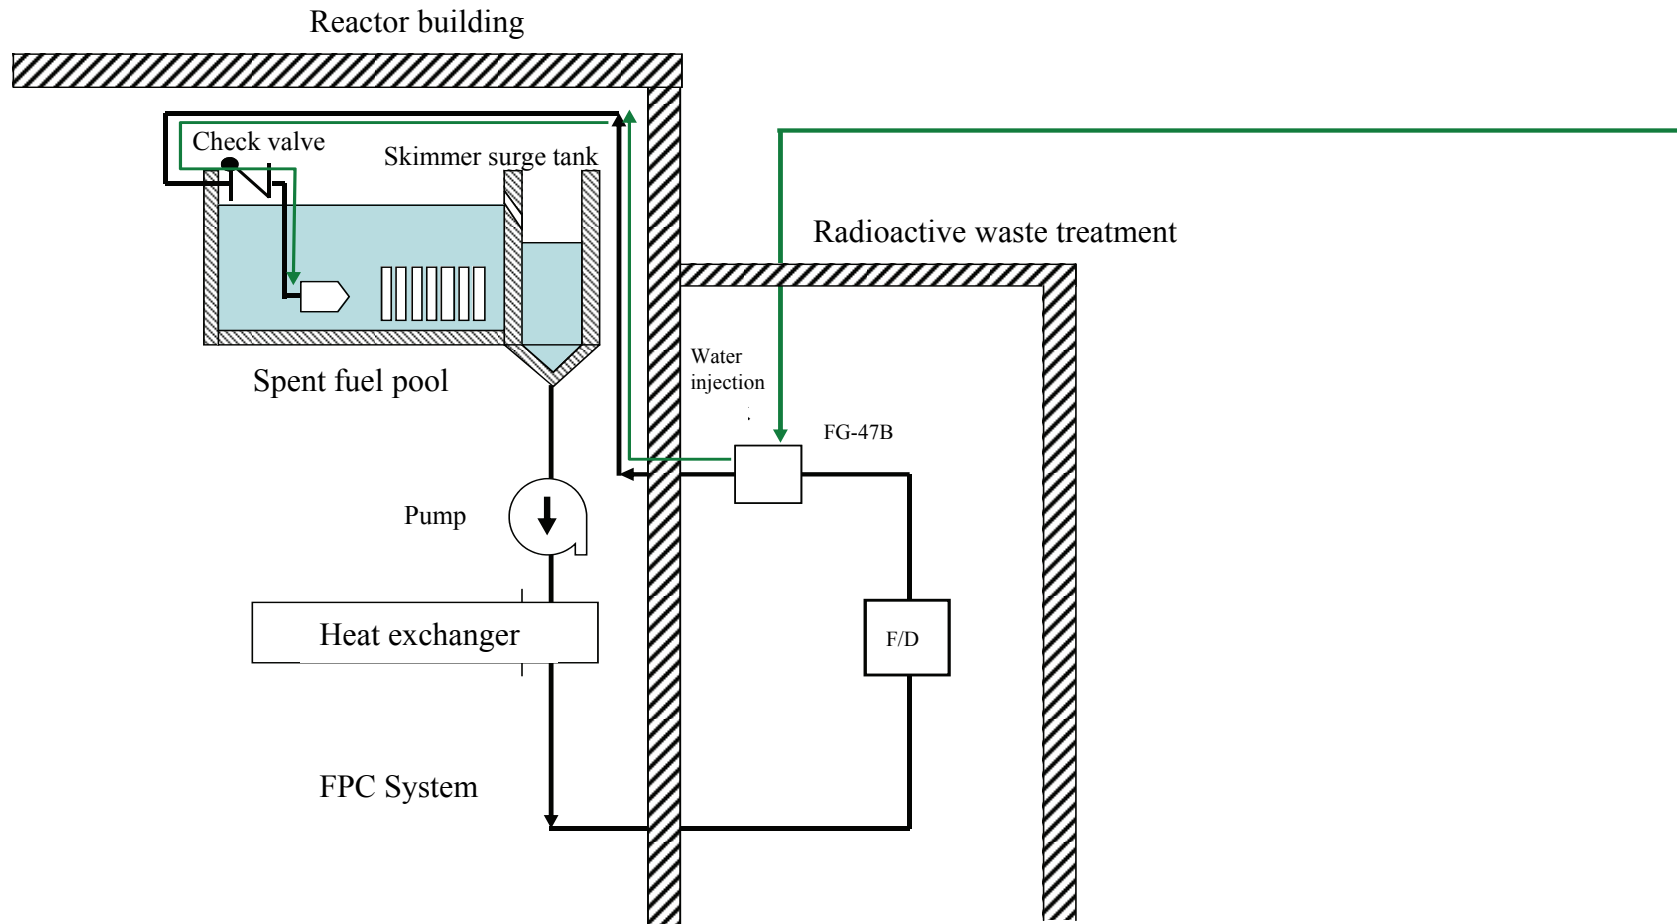 Reactor building
Check valve
Skimmer surge tank
Radioactive waste treatment
Spent fuel pool
Water
injection
FG-47B
Pump
Heat exchanger
F/D
FPC System